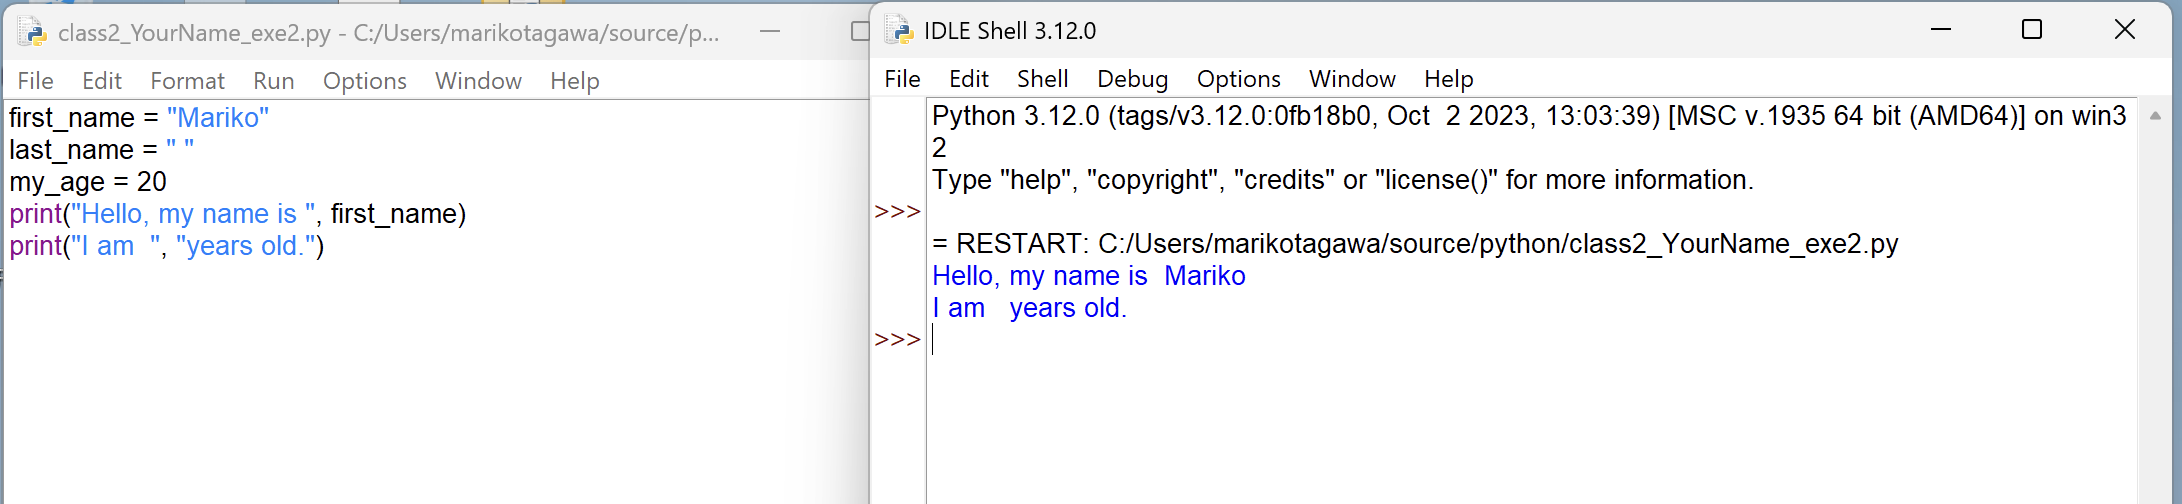 class2_YourName_exe2.py - C:/Users/marikotagawa/source/p...
File Edit Format Run Options Window Help
first_name = "Mariko"
last_name = " "
my_age = 20
print("Hello, my name is ", first_name)
print("I am  ", "years old.")
IDLE Shell 3.12.0
File Edit Shell Debug Options Window Help
Python 3.12.0 (tags/v3.12.0:0fb18b0, Oct  2 2023, 13:03:39) [MSC v.1935 64 bit (AMD64)] on win3
2
Type "help", "copyright", "credits" or "license()" for more information.
>>>
= RESTART: C:/Users/marikotagawa/source/python/class2_YourName_exe2.py
Hello, my name is  Mariko
I am   years old.
>>>